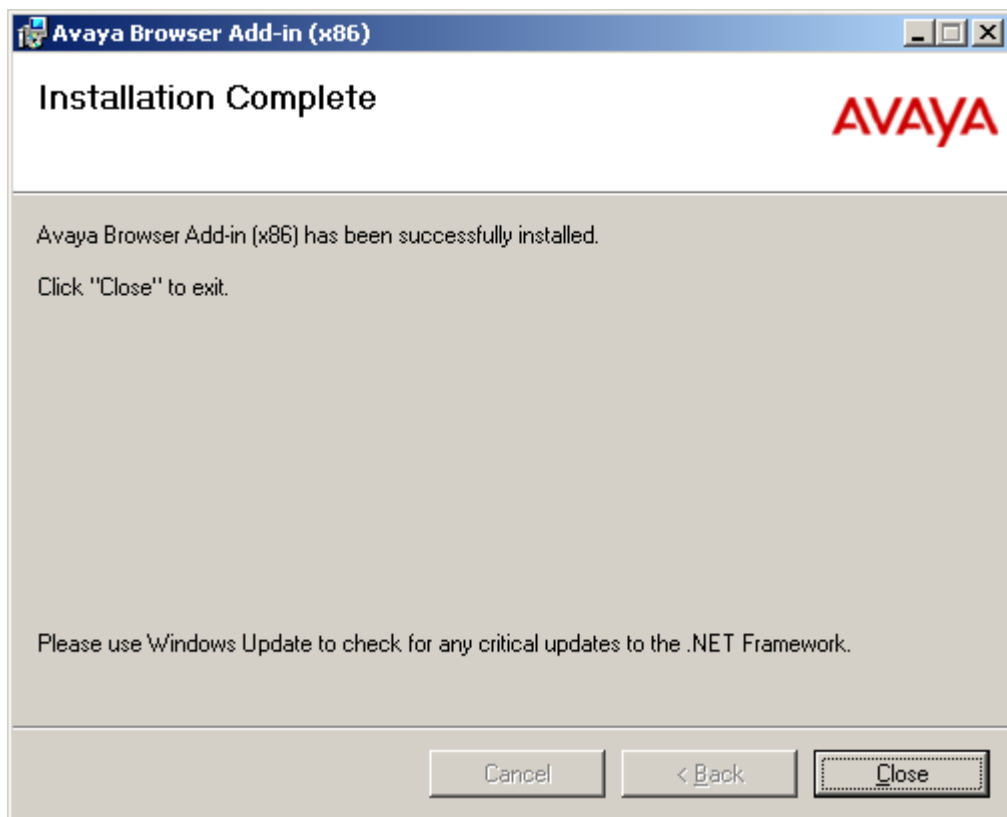 Avaya Browser Add-in (x86)
Installation Complete
AVAYA
Avaya Browser Add-in (x86) has been successfully installed.
Click "Close" to exit.
Please use Windows Update to check for any critical updates to the .NET Framework.
Cancel
< Back
Close